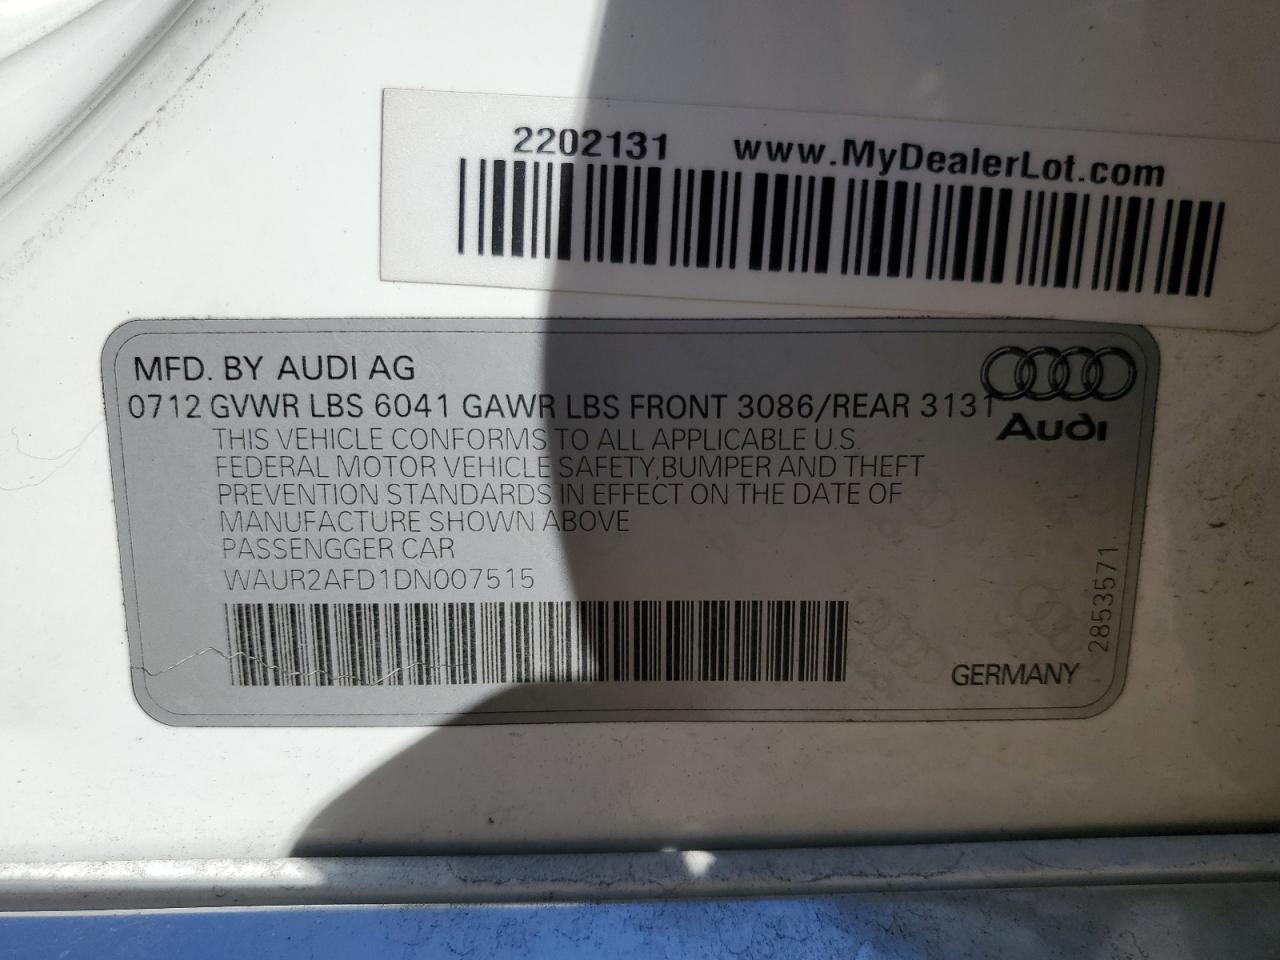 2202131 www.MyDealerLot.com
MFD. BY AUDI AG
0712 GVWR LBS 6041 GAWR LBS FRONT 3086/REAR 3131
Audi
THIS VEHICLE CONFORMS TO ALL APPLICABLE U.S.
FEDERAL MOTOR VEHICLE SAFETY,BUMPER AND THEFT
PREVENTION STANDARDS IN EFFECT ON THE DATE OF
MANUFACTURE SHOWN ABOVE
PASSENGGER CAR
WAUR2AFD1DN007515
2853571
GERMANY